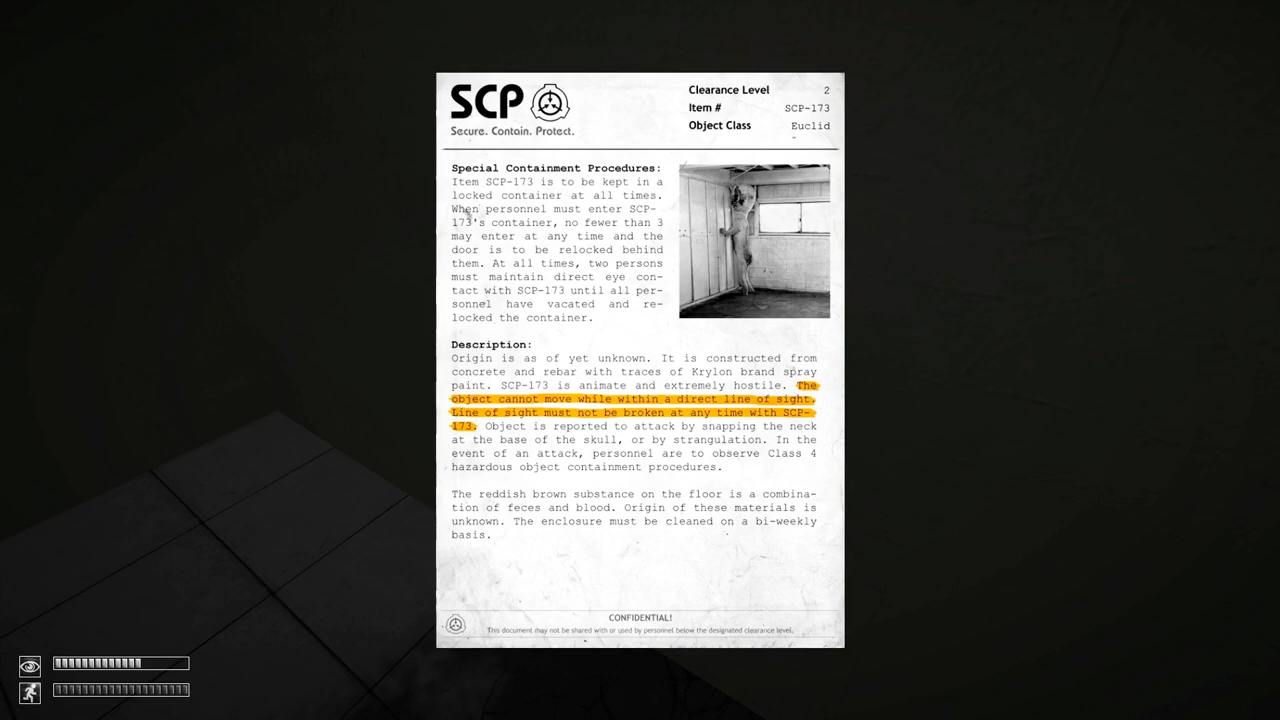 SCP
Secure. Contain. Protect.
Clearance Level 2
Item # SCP-173
Object Class Euclid
Special Containment Procedures:
Item SCP-173 is to be kept in a
locked container at all times.
When personnel must enter SCP-
173's container, no fewer than 3
may enter at any time and the
door is to be relocked behind
them. At all times, two persons
must maintain direct eye con-
tact with SCP-173 until all per-
sonnel have vacated and re-
locked the container.
Description:
Origin is as of yet unknown. It is constructed from
concrete and rebar with traces of Krylon brand spray
paint. SCP-173 is animate and extremely hostile. The
object cannot move while within a direct line of sight.
Line of sight must not be broken at any time with SCP-
173. Object is reported to attack by snapping the neck
at the base of the skull, or by strangulation. In the
event of an attack, personnel are to observe Class 4
hazardous object containment procedures.
The reddish brown substance on the floor is a combina-
tion of feces and blood. Origin of these materials is
unknown. The enclosure must be cleaned on a bi-weekly
basis.
CONFIDENTIAL!
This document may not be shared with or used by personnel below the designated clearance level.